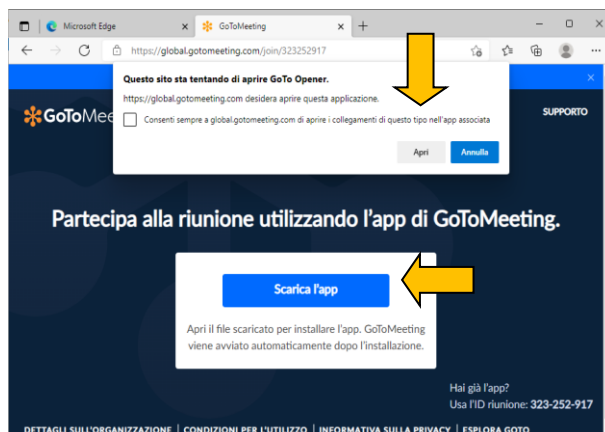 Microsoft Edge
GoToMeeting
https://global.gotomeeting.com/join/323252917
Questo sito sta tentando di aprire GoTo Opener.
https://global.gotomeeting.com desidera aprire questa applicazione.
Consenti sempre a global.gotomeeting.com di aprire i collegamenti di questo tipo nell'app associata
Apri
Annulla
GoToMee
SUPPORTO
Partecipa alla riunione utilizzando l'app di GoToMeeting.
Scarica l'app
Apri il file scaricato per installare l'app. GoToMeeting
viene avviato automaticamente dopo l'installazione.
Hai già l'app?
Usa l'ID riunione: 323-252-917
DETTAGLI SULL'ORGANIZZAZIONE | CONDIZIONI PER L'UTILIZZO | INFORMATIVA SULLA PRIVACY | ESPLORA GOTO